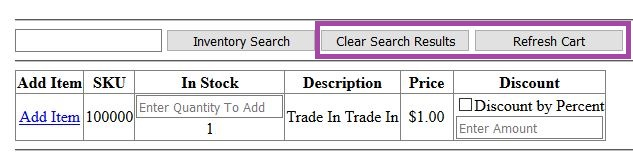 Inventory Search Clear Search Results Refresh Cart
Add Item SKU In Stock Description Price Discount
Add Item 100000 Enter Quantity To Add Trade In Trade In $1.00 Discount by Percent
1 Enter Amount